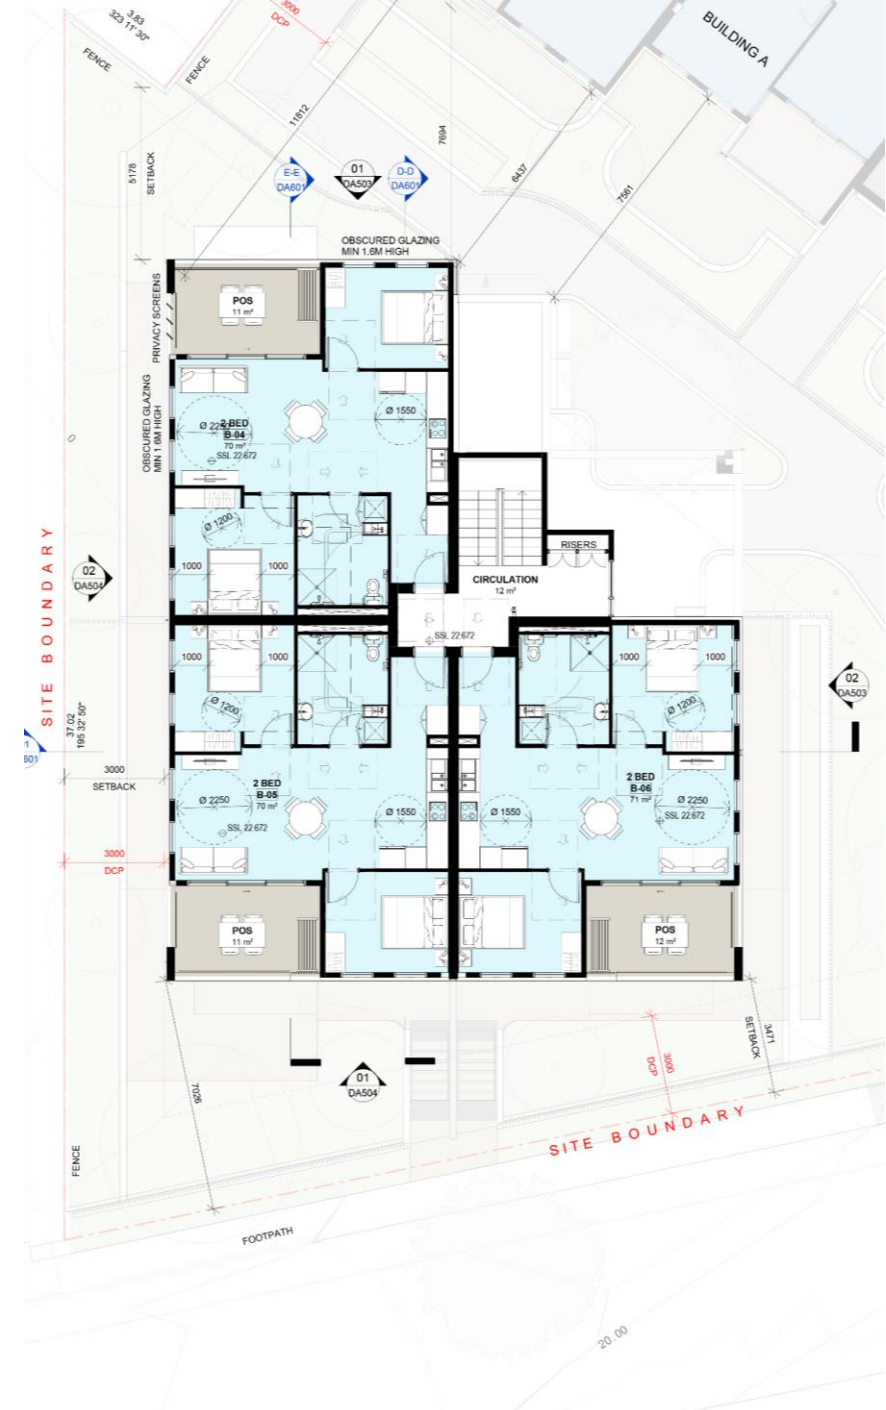 3.83
323 11' 30"
3000
DCP
BUILDING A
FENCE
FENCE
11812
7694
6437
7561
5178
SETBACK
E-E
DA601
01
DA503
D-D
DA601
OBSCURED GLAZING
MIN 1.6M HIGH
PRIVACY SCREENS
POS
11 m²
OBSCURED GLAZING
MIN 1.6M HIGH
Ø 2250
2 BED
B-04
70 m²
SSL 22.672
Ø 1550
Ø 1200
1000
1000
RISERS
CIRCULATION
12 m²
SSL 22.672
02
DA504
SITE BOUNDARY
37.02
195 32' 50"
1000
1000
Ø 1200
1000
1000
Ø 1200
02
DA503
601
3000
SETBACK
3000
DCP
2 BED
B-05
70 m²
Ø 2250
SSL 22.672
Ø 1550
Ø 1550
2 BED
B-06
71 m²
Ø 2250
SSL 22.672
POS
11 m²
POS
12 m²
7026
01
DA504
3000
DCP
3471
SETBACK
SITE BOUNDARY
FENCE
FOOTPATH
20.00